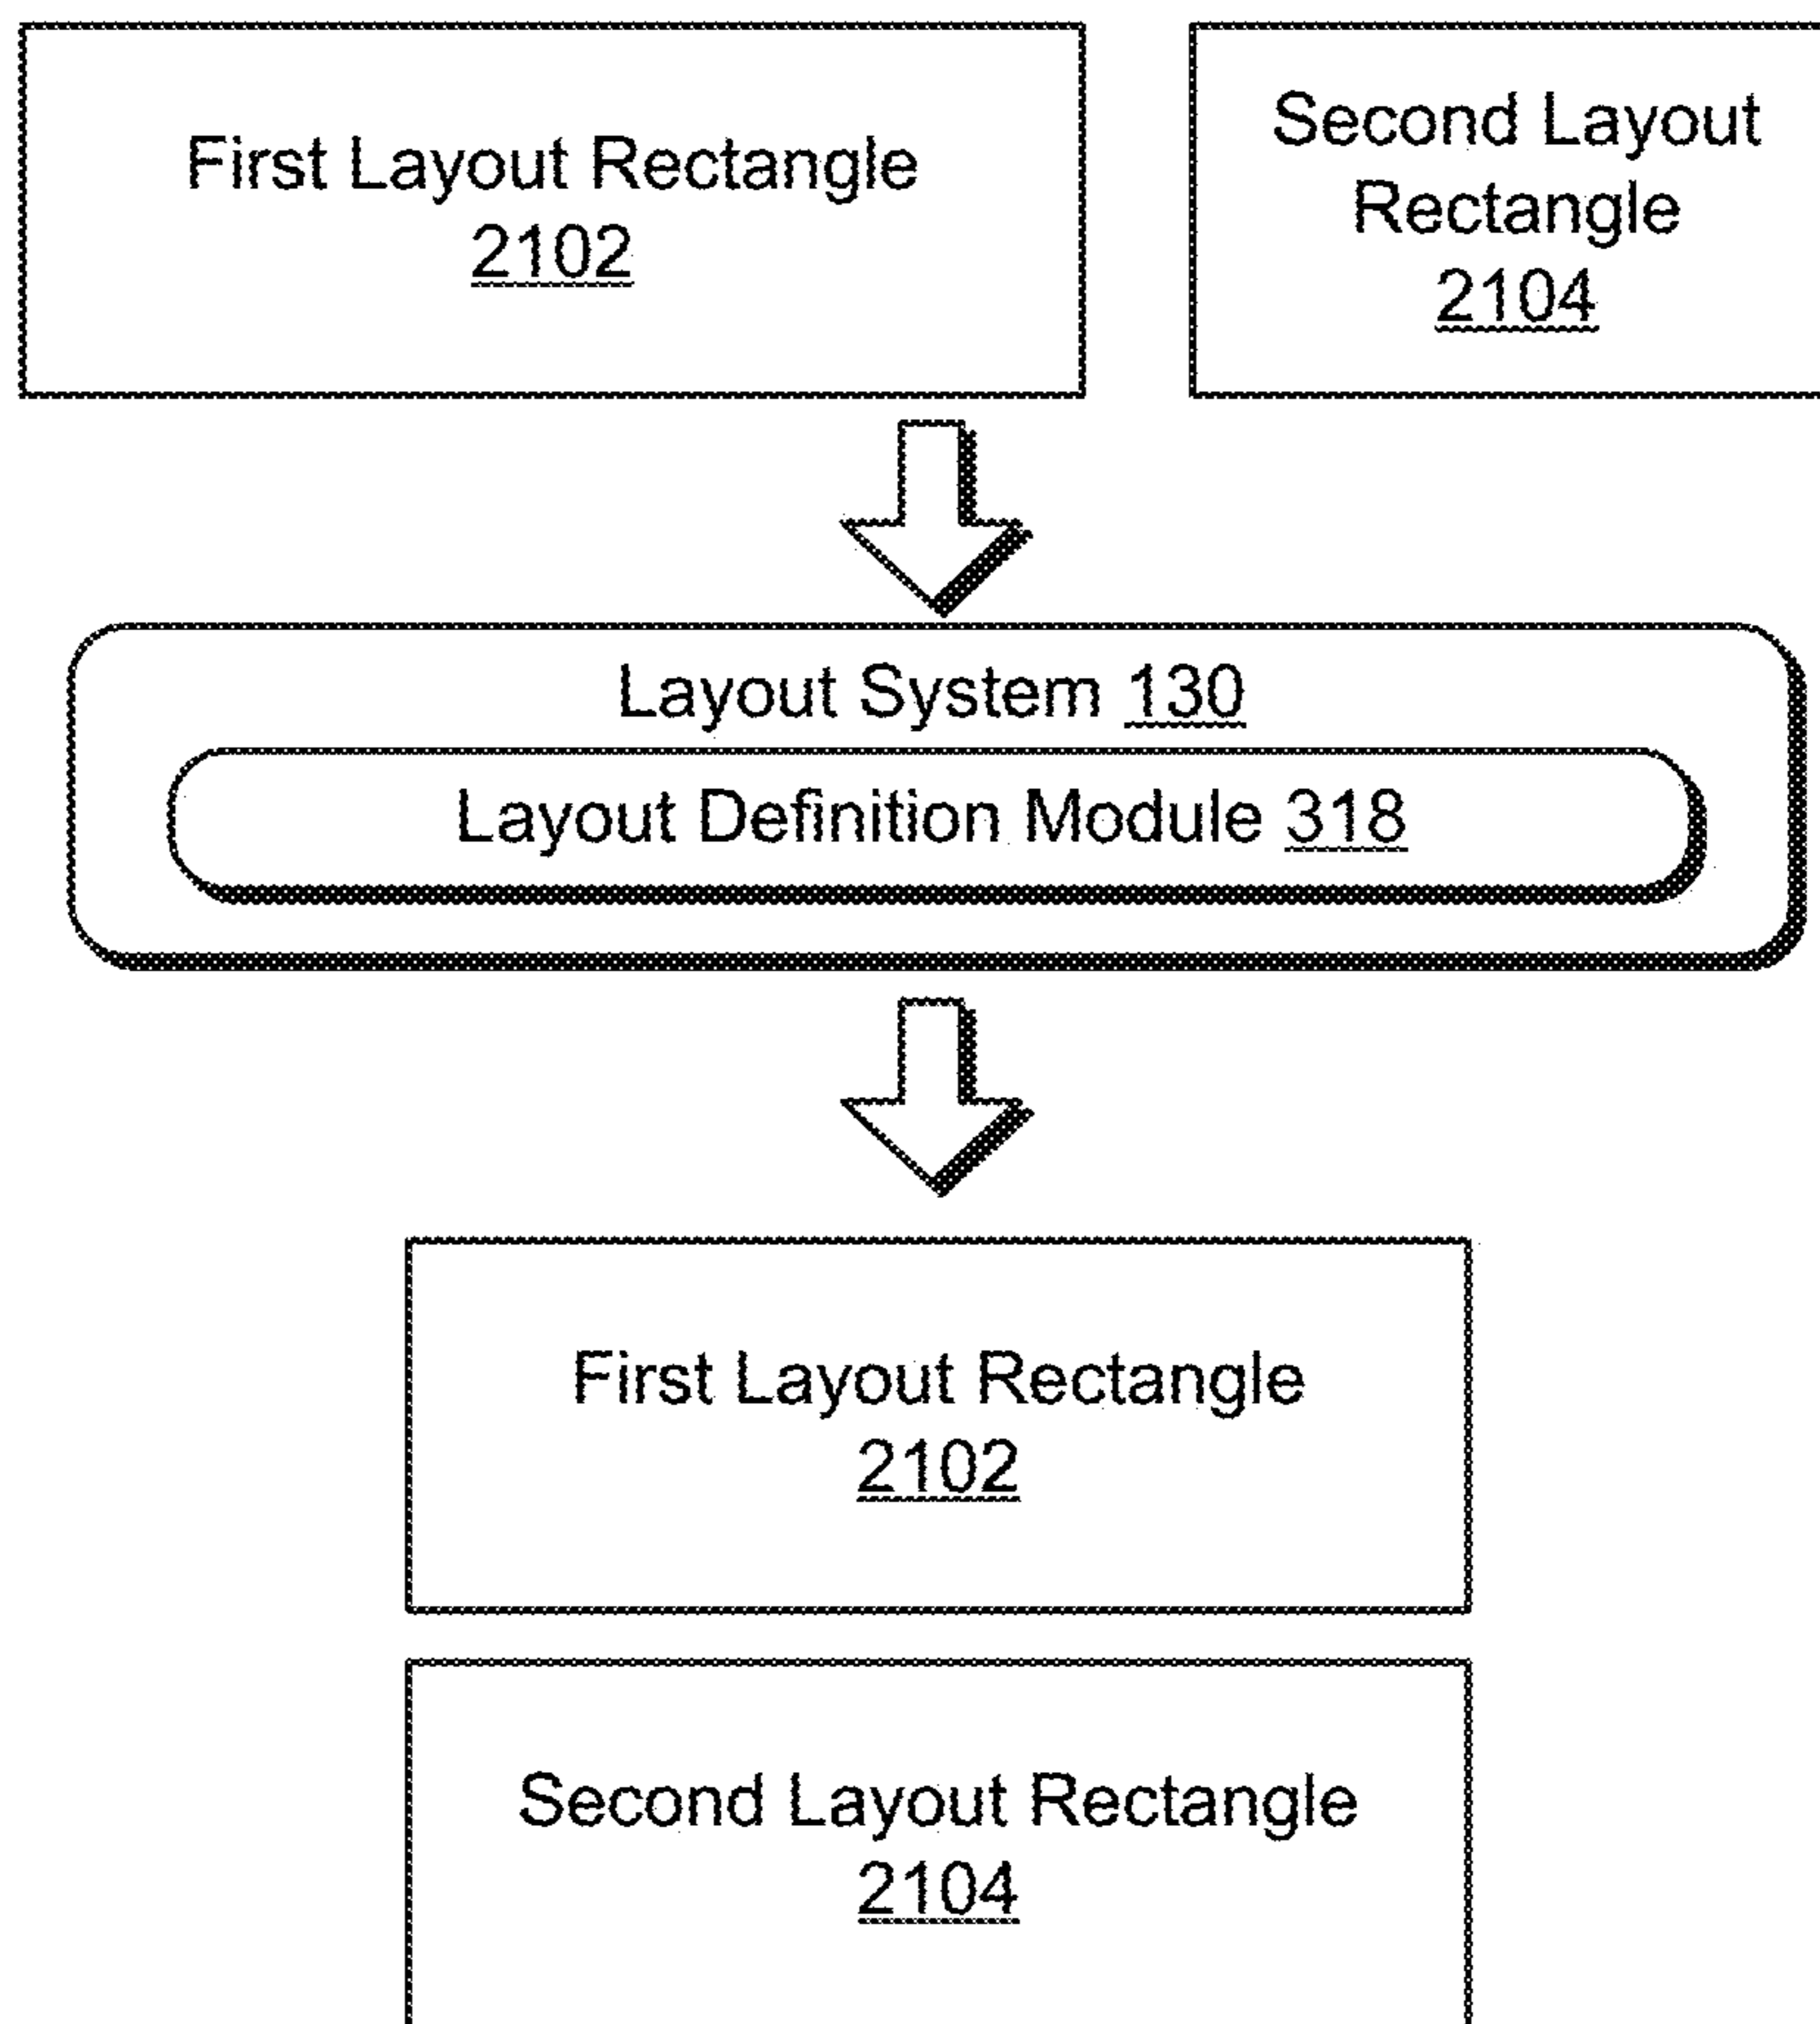 First Layout Rectangle
2102
Second Layout
Rectangle
2104
Layout System 130
Layout Definition Module 318
First Layout Rectangle
2102
Second Layout Rectangle
2104